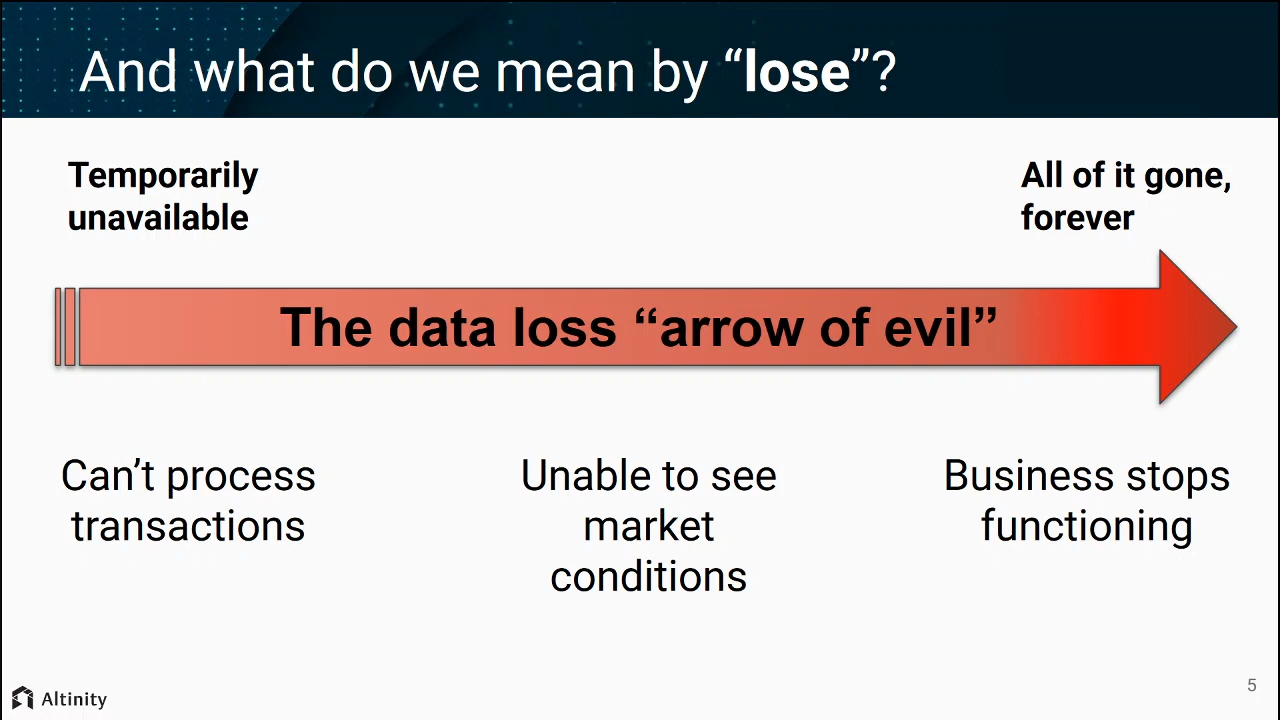 And what do we mean by “lose”?
Temporarily
unavailable
All of it gone,
forever
The data loss “arrow of evil”
Can’t process
transactions
Unable to see
market
conditions
Business stops
functioning
Altinity
5